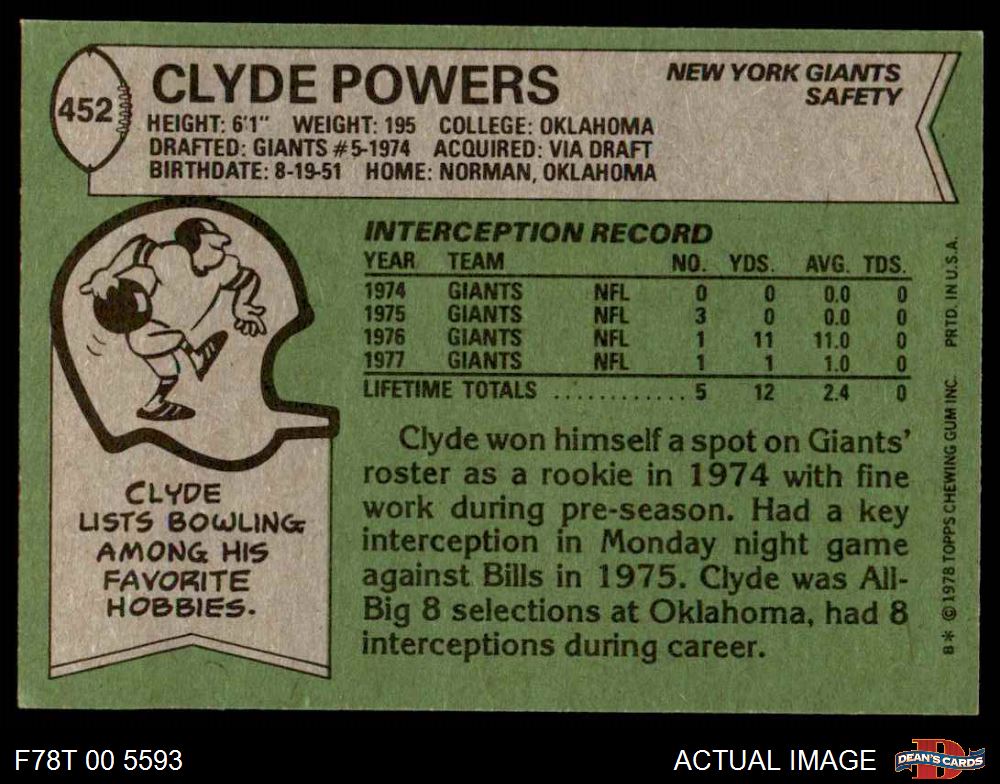 452
CLYDE POWERS
NEW YORK GIANTS
SAFETY
HEIGHT: 6'1" WEIGHT: 195 COLLEGE: OKLAHOMA
DRAFTED: GIANTS #5-1974 ACQUIRED: VIA DRAFT
BIRTHDATE: 8-19-51 HOME: NORMAN, OKLAHOMA
CLYDE
LISTS BOWLING
AMONG HIS
FAVORITE
HOBBIES.
INTERCEPTION RECORD
YEAR TEAM NO. YDS. AVG. TDS.
1974 GIANTS NFL 0 0 0.0 0
1975 GIANTS NFL 3 0 0.0 0
1976 GIANTS NFL 1 11 11.0 0
1977 GIANTS NFL 1 1 1.0 0
LIFETIME TOTALS ............ 5 12 2.4 0
Clyde won himself a spot on Giants'
roster as a rookie in 1974 with fine
work during pre-season. Had a key
interception in Monday night game
against Bills in 1975. Clyde was All-
Big 8 selections at Oklahoma, had 8
interceptions during career.
8* © 1978 TOPPS CHEWING GUM INC. PRTD. IN U.S.A.
F78T 00 5593
ACTUAL IMAGE
DEAN'S CARDS